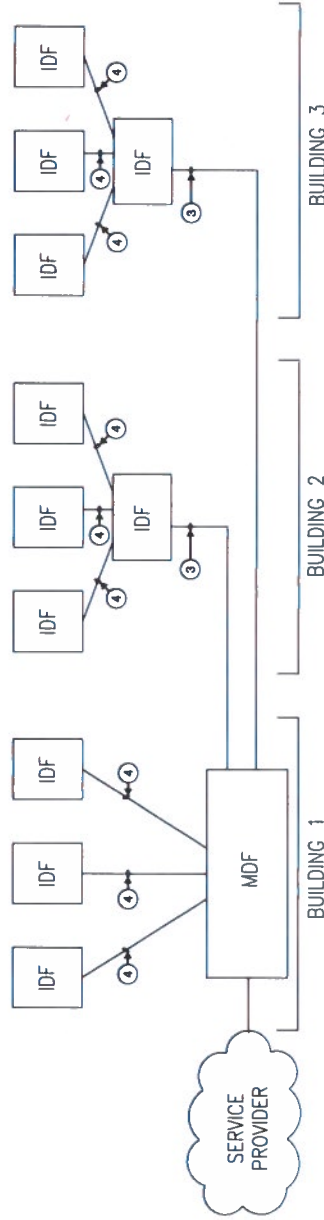 SERVICE
PROVIDER
MDF
IDF
IDF
IDF
4
4
4
BUILDING 1
IDF
IDF
IDF
4
4
4
IDF
3
BUILDING 2
IDF
IDF
IDF
4
4
4
IDF
3
BUILDING 3